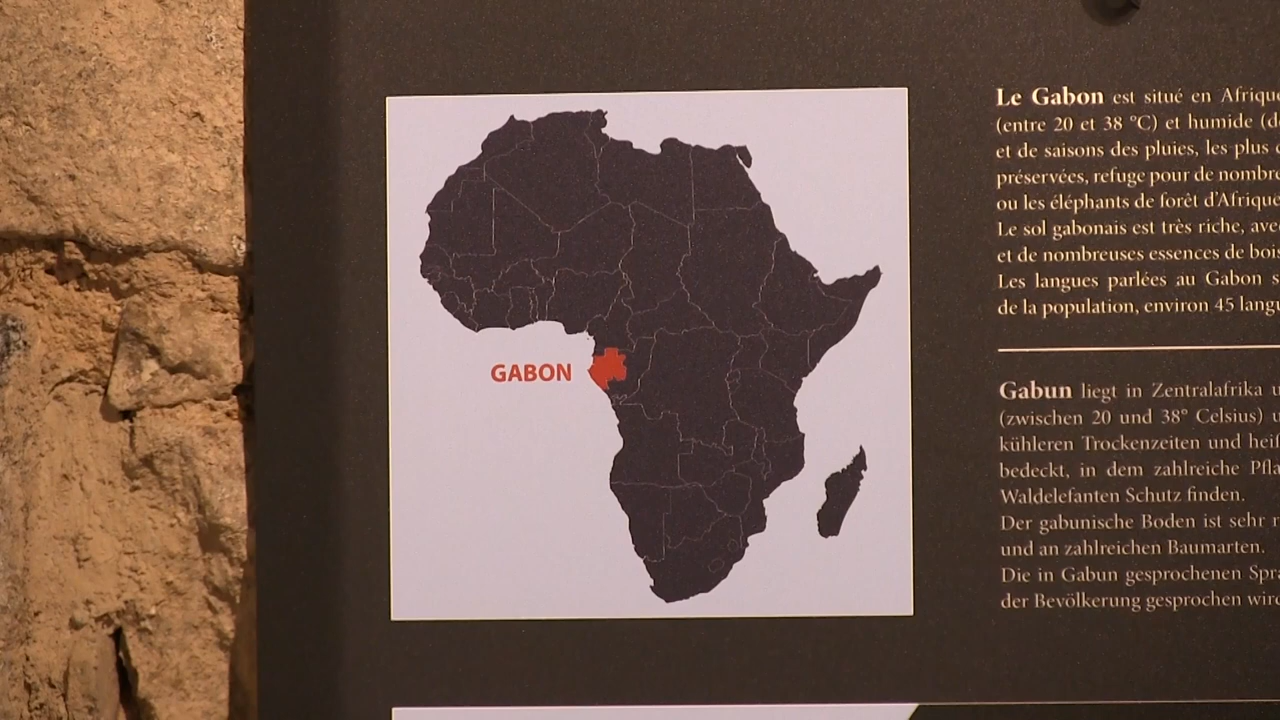 GABON
Le Gabon est situé en Afrique
(entre 20 et 38 °C) et humide
et de saisons des pluies, les plus
préservées, refuge pour de nombre
ou les éléphants de forêt d'Afrique
Le sol gabonais est très riche, avec
et de nombreuses essences de bois
Les langues parlées au Gabon
de la population, environ 45 lang
Gabun liegt in Zentralafrika
(zwischen 20 und 38° Celsius)
kühleren Trockenzeiten und heiß
bedeckt, in dem zahlreiche Pfla
Waldelefanten Schutz finden.
Der gabunische Boden ist sehr
und an zahlreichen Baumarten.
Die in Gabun gesprochenen Spra
der Bevölkerung gesprochen wird